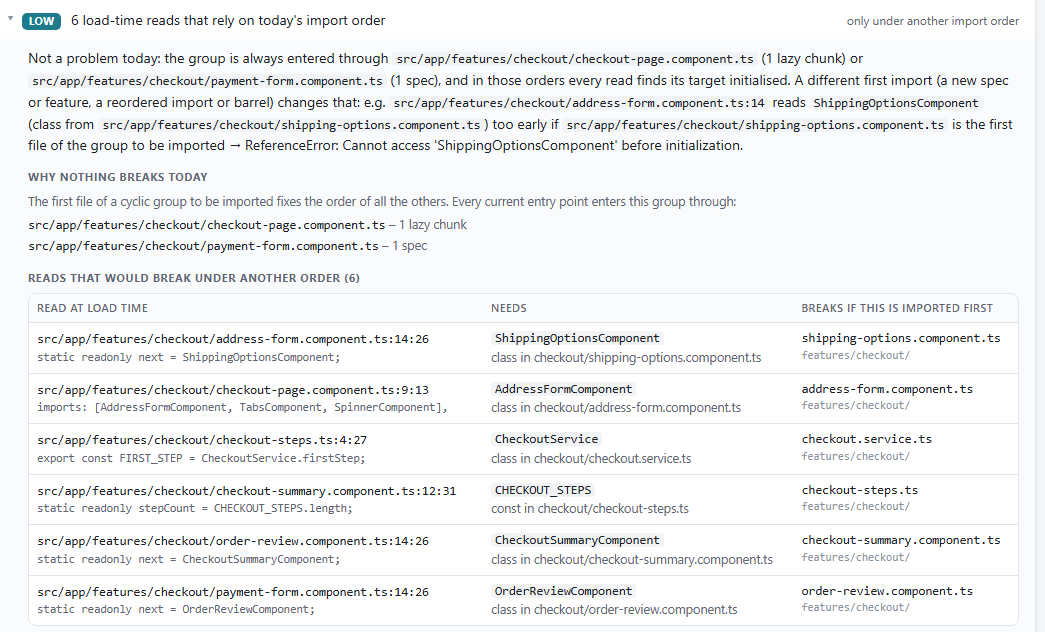 LOW 6 load-time reads that rely on today's import order
only under another import order
Not a problem today: the group is always entered through src/app/features/checkout/checkout-page.component.ts (1 lazy chunk) or
src/app/features/checkout/payment-form.component.ts (1 spec), and in those orders every read finds its target initialised. A different first import (a new spec
or feature, a reordered import or barrel) changes that: e.g. src/app/features/checkout/address-form.component.ts:14 reads ShippingOptionsComponent
(class from src/app/features/checkout/shipping-options.component.ts ) too early if src/app/features/checkout/shipping-options.component.ts is the first
file of the group to be imported → ReferenceError: Cannot access 'ShippingOptionsComponent' before initialization.
WHY NOTHING BREAKS TODAY
The first file of a cyclic group to be imported fixes the order of all the others. Every current entry point enters this group through:
src/app/features/checkout/checkout-page.component.ts – 1 lazy chunk
src/app/features/checkout/payment-form.component.ts – 1 spec
READS THAT WOULD BREAK UNDER ANOTHER ORDER (6)
READ AT LOAD TIME NEEDS BREAKS IF THIS IS IMPORTED FIRST
src/app/features/checkout/address-form.component.ts:14:26 ShippingOptionsComponent shipping-options.component.ts
static readonly next = ShippingOptionsComponent; class in checkout/shipping-options.component.ts features/checkout/
src/app/features/checkout/checkout-page.component.ts:9:13 AddressFormComponent address-form.component.ts
imports: [AddressFormComponent, TabsComponent, SpinnerComponent], class in checkout/address-form.component.ts features/checkout/
src/app/features/checkout/checkout-steps.ts:4:27 CheckoutService checkout.service.ts
export const FIRST_STEP = CheckoutService.firstStep; class in checkout/checkout.service.ts features/checkout/
src/app/features/checkout/checkout-summary.component.ts:12:31 CHECKOUT_STEPS checkout-steps.ts
static readonly stepCount = CHECKOUT_STEPS.length; const in checkout/checkout-steps.ts features/checkout/
src/app/features/checkout/order-review.component.ts:14:26 CheckoutSummaryComponent checkout-summary.component.ts
static readonly next = CheckoutSummaryComponent; class in checkout/checkout-summary.component.ts features/checkout/
src/app/features/checkout/payment-form.component.ts:14:26 OrderReviewComponent order-review.component.ts
static readonly next = OrderReviewComponent; class in checkout/order-review.component.ts features/checkout/